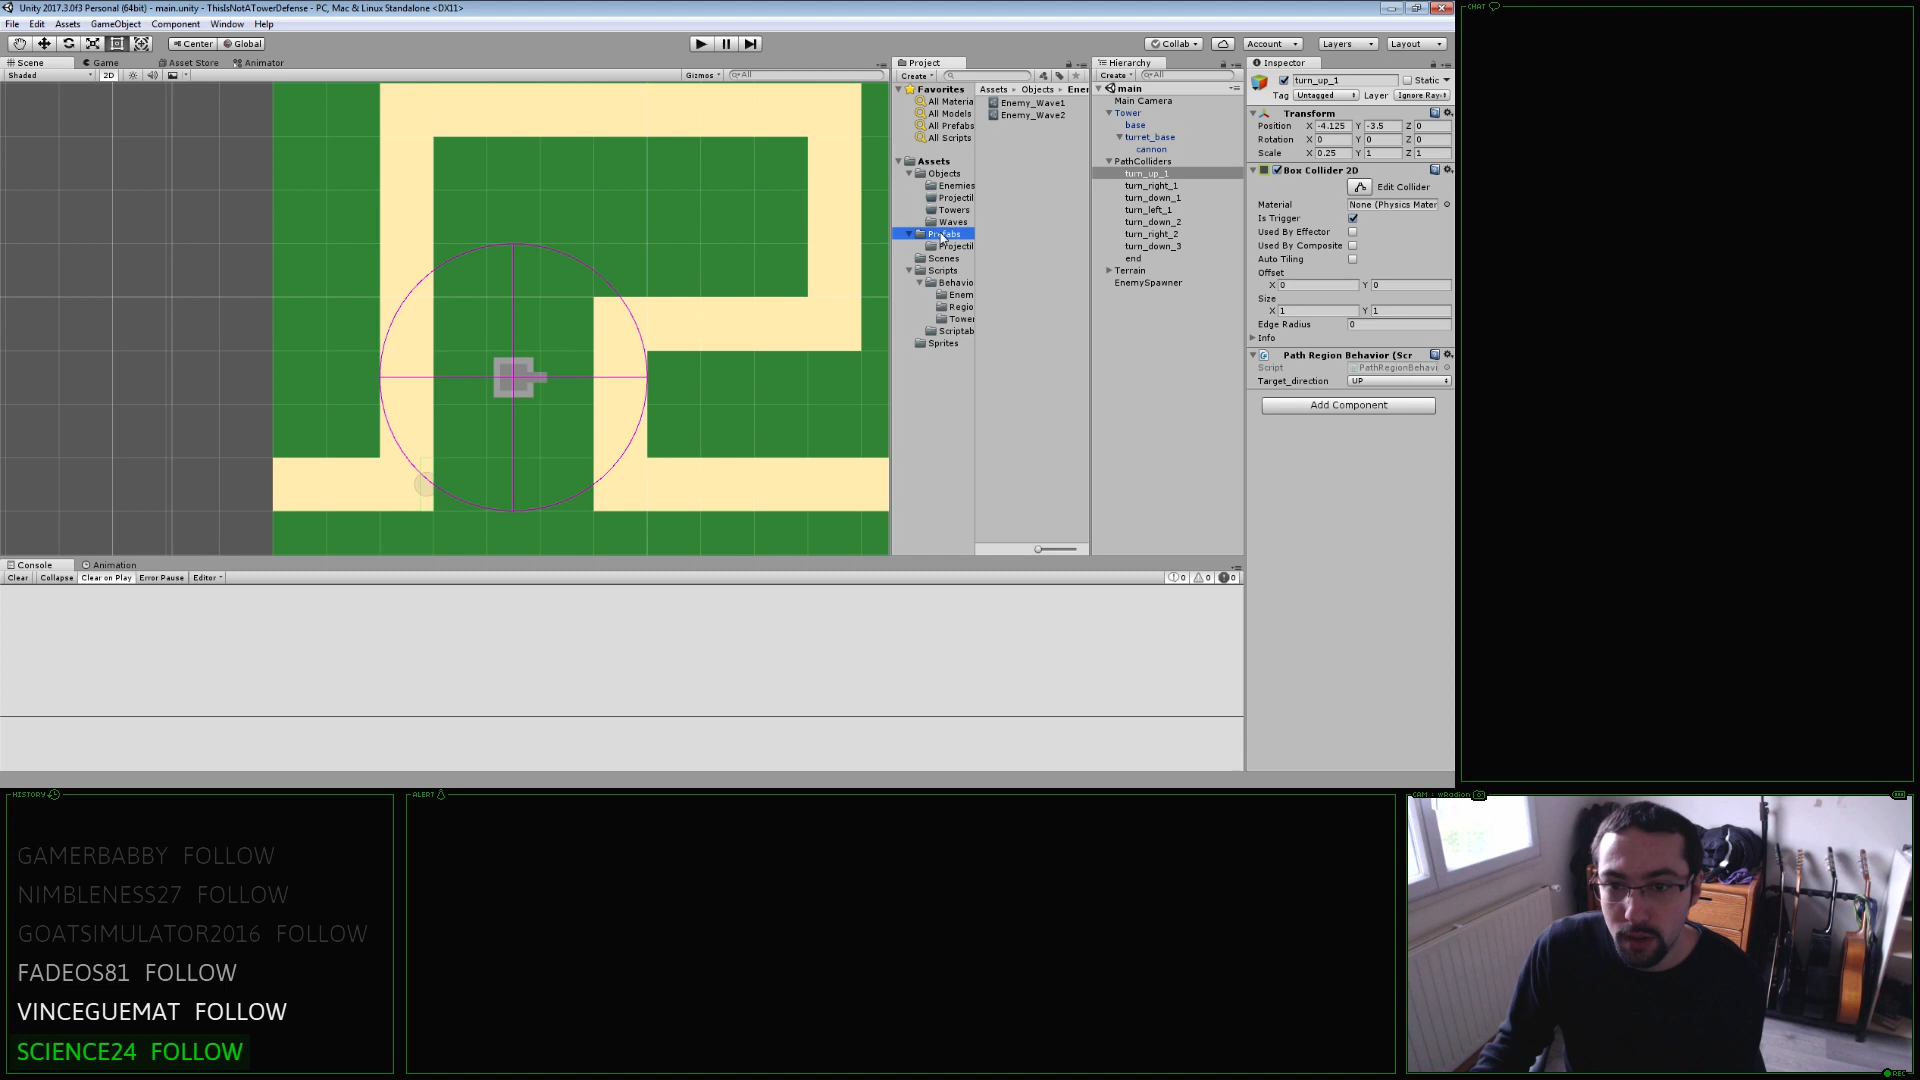 Unity 2017.3.0f3 Personal (64bit) - main.unity - ThisIsNotATowerDefense - PC, Mac & Linux Standalone <DX11>
File Edit Assets GameObject Component Window Help
Center Global
Collab Account Layers Layout
Scene Game Asset Store Animator
Shaded 2D Gizmos All
Project
Create
Favorites
All Materia
All Models
All Prefabs
All Scripts
Assets
Objects
Enemies
Projectil
Towers
Waves
Prefabs
Projectil
Scenes
Scripts
Behavio
Enem
Regio
Tower
Scriptab
Sprites
Assets Objects Ener
Enemy_Wave1
Enemy_Wave2
Hierarchy
Create All
main
Main Camera
Tower
base
turret_base
cannon
PathColliders
turn_up_1
turn_right_1
turn_down_1
turn_left_1
turn_down_2
turn_right_2
turn_down_3
end
Terrain
EnemySpawner
Inspector
turn_up_1 Static
Tag Untagged Layer Ignore Ray
Transform
Position X -4.125 Y -3.5 Z 0
Rotation X 0 Y 0 Z 0
Scale X 0.25 Y 1 Z 1
Box Collider 2D
Edit Collider
Material None (Physics Mater
Is Trigger
Used By Effector
Used By Composite
Auto Tiling
Offset
X 0 Y 0
Size
X 1 Y 1
Edge Radius 0
Info
Path Region Behavior (Scr
Script PathRegionBehavi
Target_direction UP
Add Component
Console Animation
Clear Collapse Clear on Play Error Pause Editor 0 0 0
CHAT
HISTORY
GAMERBABBY FOLLOW
NIMBLENESS27 FOLLOW
GOATSIMULATOR2016 FOLLOW
FADEOS81 FOLLOW
VINCEGUEMAT FOLLOW
SCIENCE24 FOLLOW
ALERT
CAM : wRadion
REC